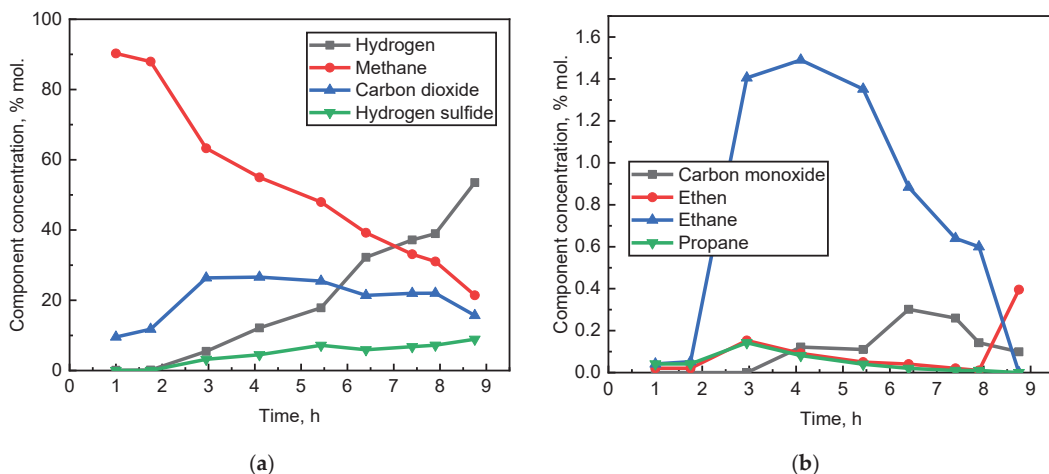 (a)
Component concentration, % mol.
100
80
60
40
20
0
Hydrogen
Methane
Carbon dioxide
Hydrogen sulfide
0 1 2 3 4 5 6 7 8 9
Time, h
(a)
(b)
Component concentration, % mol.
1.6
1.4
1.2
1.0
0.8
0.6
0.4
0.2
0.0
Carbon monoxide
Ethen
Ethane
Propane
0 1 2 3 4 5 6 7 8 9
Time, h
(b)